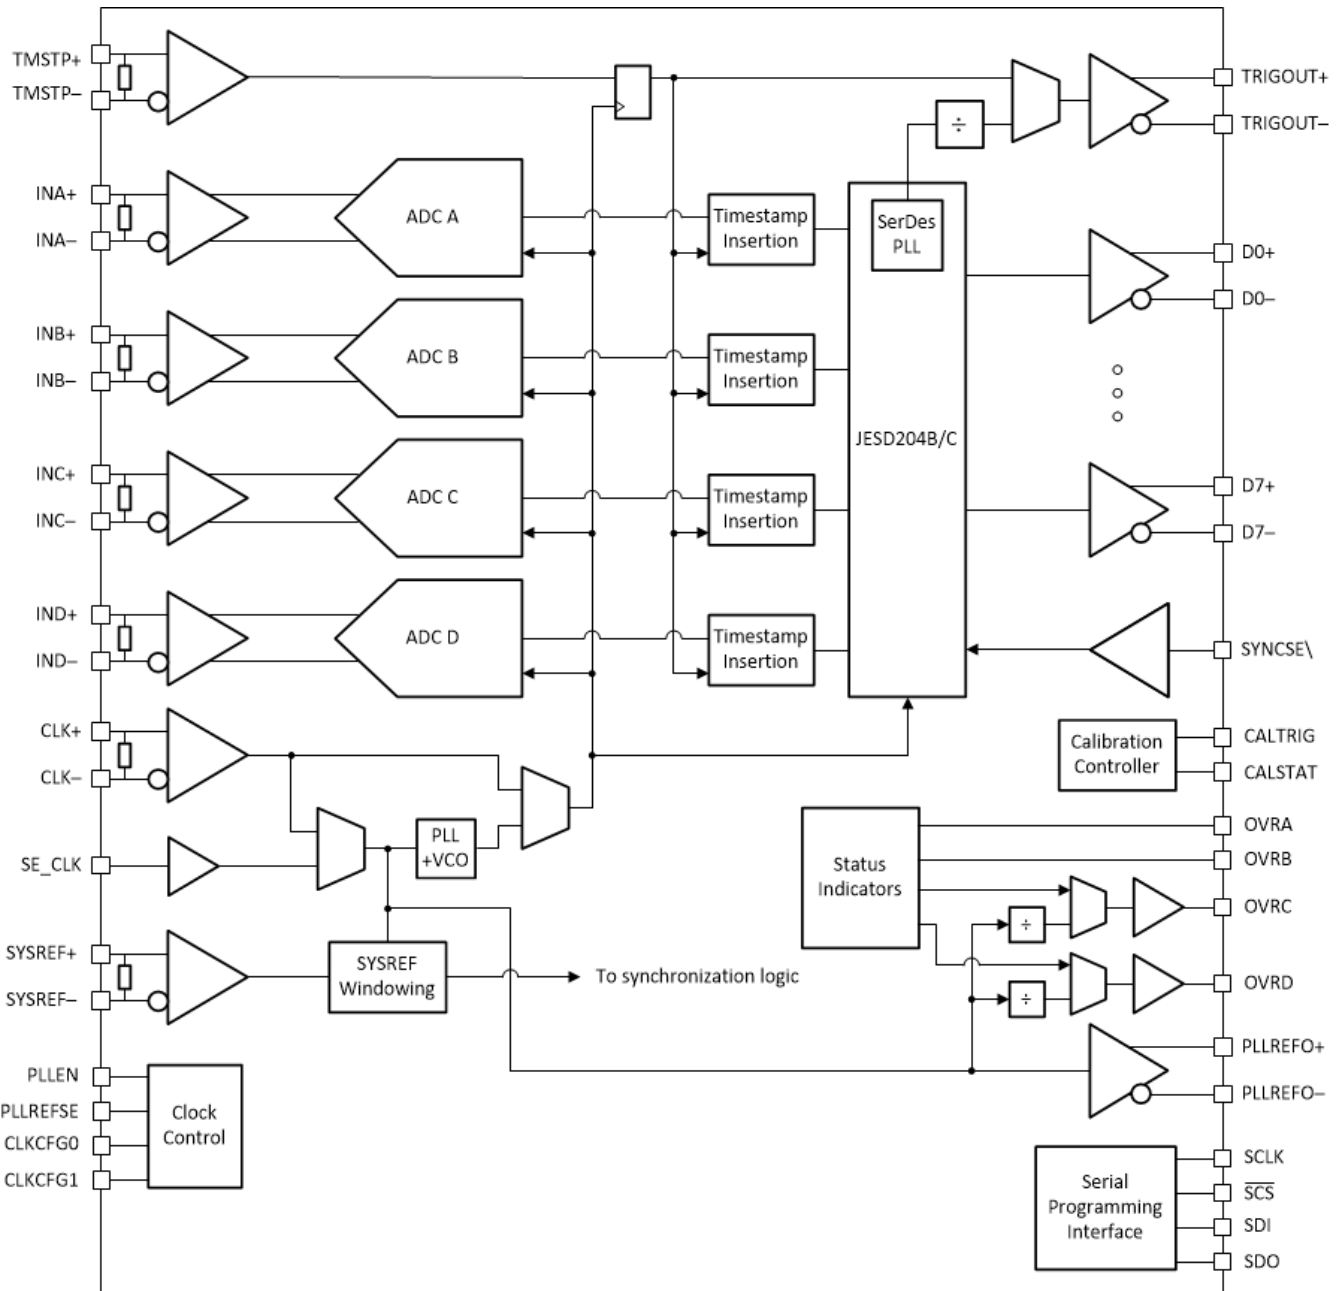 TMSTP+
TMSTP–
TRIGOUT+
TRIGOUT–
÷
INA+
INA–
ADC A
Timestamp
Insertion
SerDes
PLL
D0+
D0–
INB+
INB–
ADC B
Timestamp
Insertion
JESD204B/C
INC+
INC–
ADC C
Timestamp
Insertion
D7+
D7–
IND+
IND–
ADC D
Timestamp
Insertion
SYNCSE\
CLK+
CLK–
Calibration
Controller
CALTRIG
CALSTAT
SE_CLK
PLL
+VCO
Status
Indicators
OVRA
OVRB
OVRC
÷
OVRD
÷
SYSREF+
SYSREF–
SYSREF
Windowing
To synchronization logic
PLLREFO+
PLLREFO–
PLLEN
PLLREFSE
CLKCFG0
CLKCFG1
Clock
Control
Serial
Programming
Interface
SCLK
S̅C̅S̅
SDI
SDO